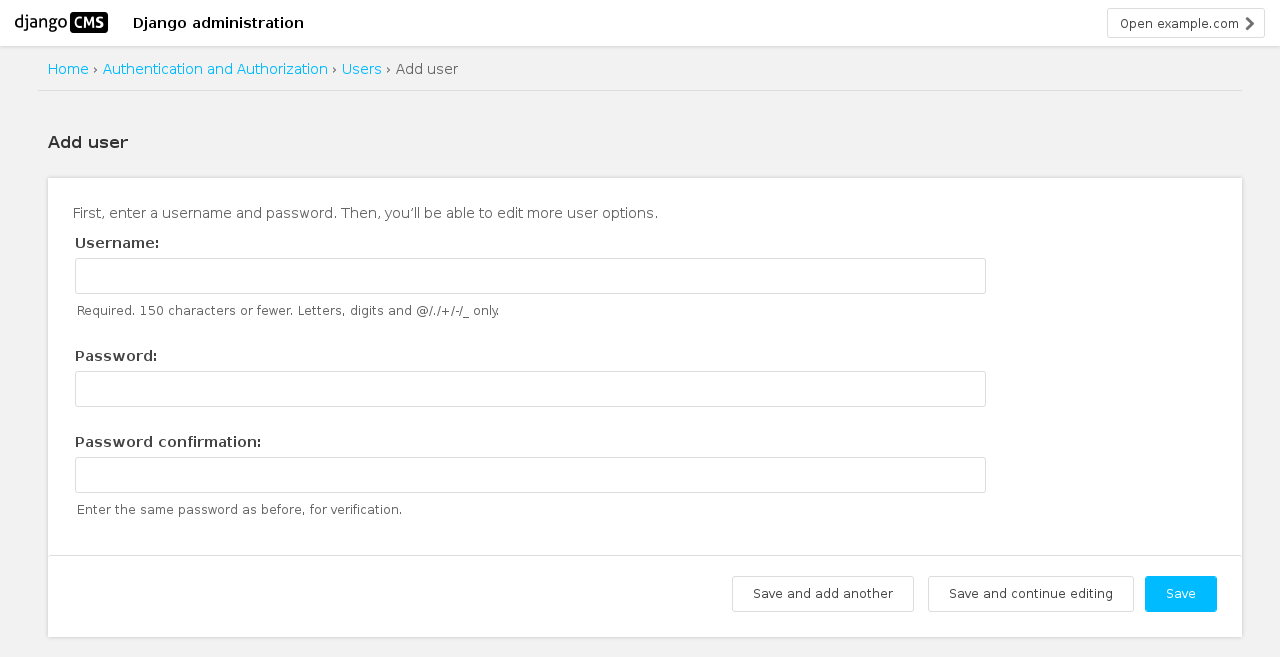 django CMS Django administration Open example.com
Home › Authentication and Authorization › Users › Add user
Add user
First, enter a username and password. Then, you'll be able to edit more user options.
Username:
Required. 150 characters or fewer. Letters, digits and @/./+/-/_ only.
Password:
Password confirmation:
Enter the same password as before, for verification.
Save and add another Save and continue editing Save